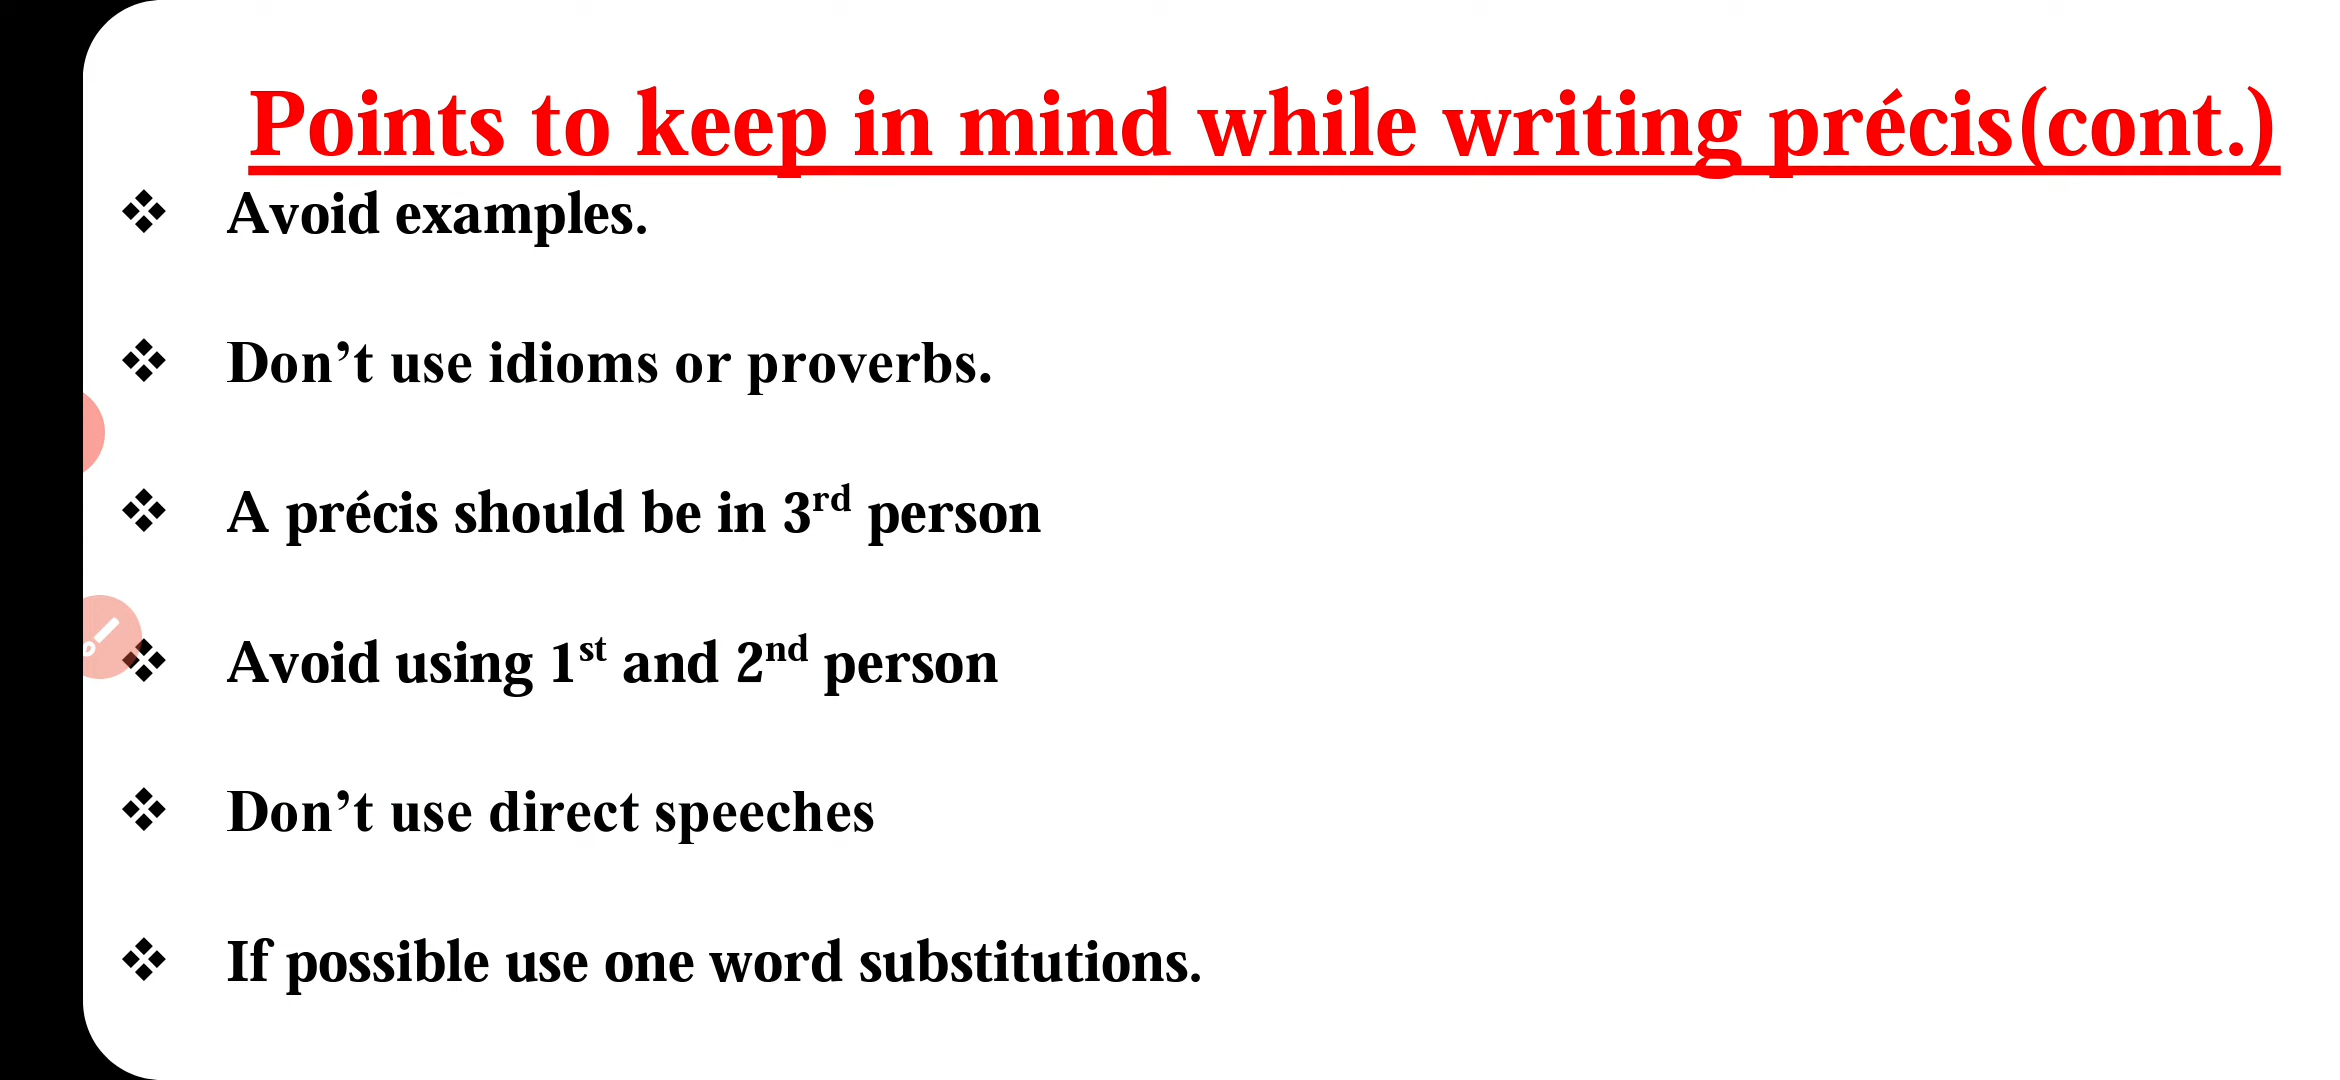 Points to keep in mind while writing précis(cont.)
❖ Avoid examples.
❖ Don’t use idioms or proverbs.
❖ A précis should be in 3rd person
❖ Avoid using 1st and 2nd person
❖ Don’t use direct speeches
❖ If possible use one word substitutions.